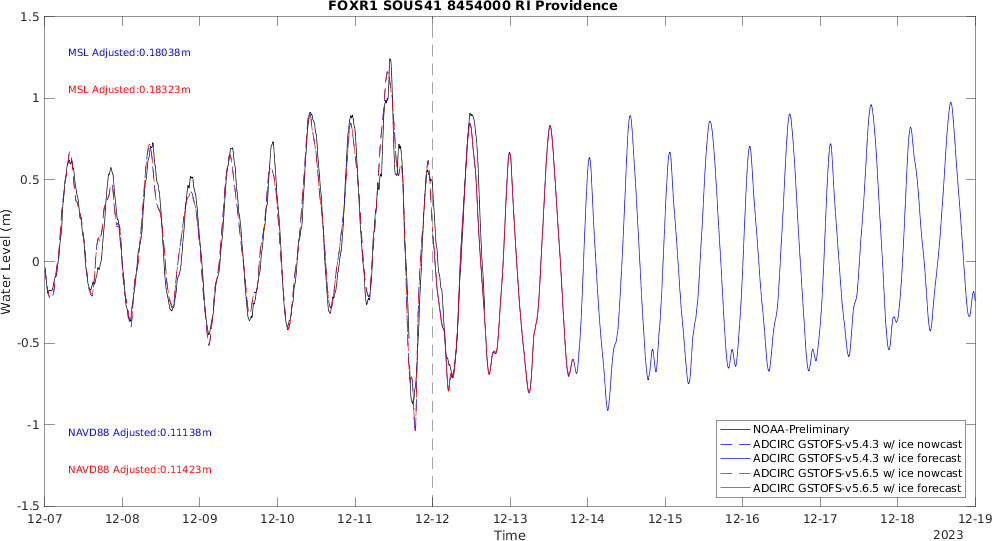 FOXR1 SOUS41 8454000 RI Providence
1.5
1
0.5
0
-0.5
-1
-1.5
Water Level (m)
MSL Adjusted:0.18038m
MSL Adjusted:0.18323m
NAVD88 Adjusted:0.11138m
NAVD88 Adjusted:0.11423m
NOAA-Preliminary
ADCIRC GSTOFS-v5.4.3 w/ ice nowcast
ADCIRC GSTOFS-v5.4.3 w/ ice forecast
ADCIRC GSTOFS-v5.6.5 w/ ice nowcast
ADCIRC GSTOFS-v5.6.5 w/ ice forecast
12-07 12-08 12-09 12-10 12-11 12-12 12-13 12-14 12-15 12-16 12-17 12-18 12-19
Time
2023